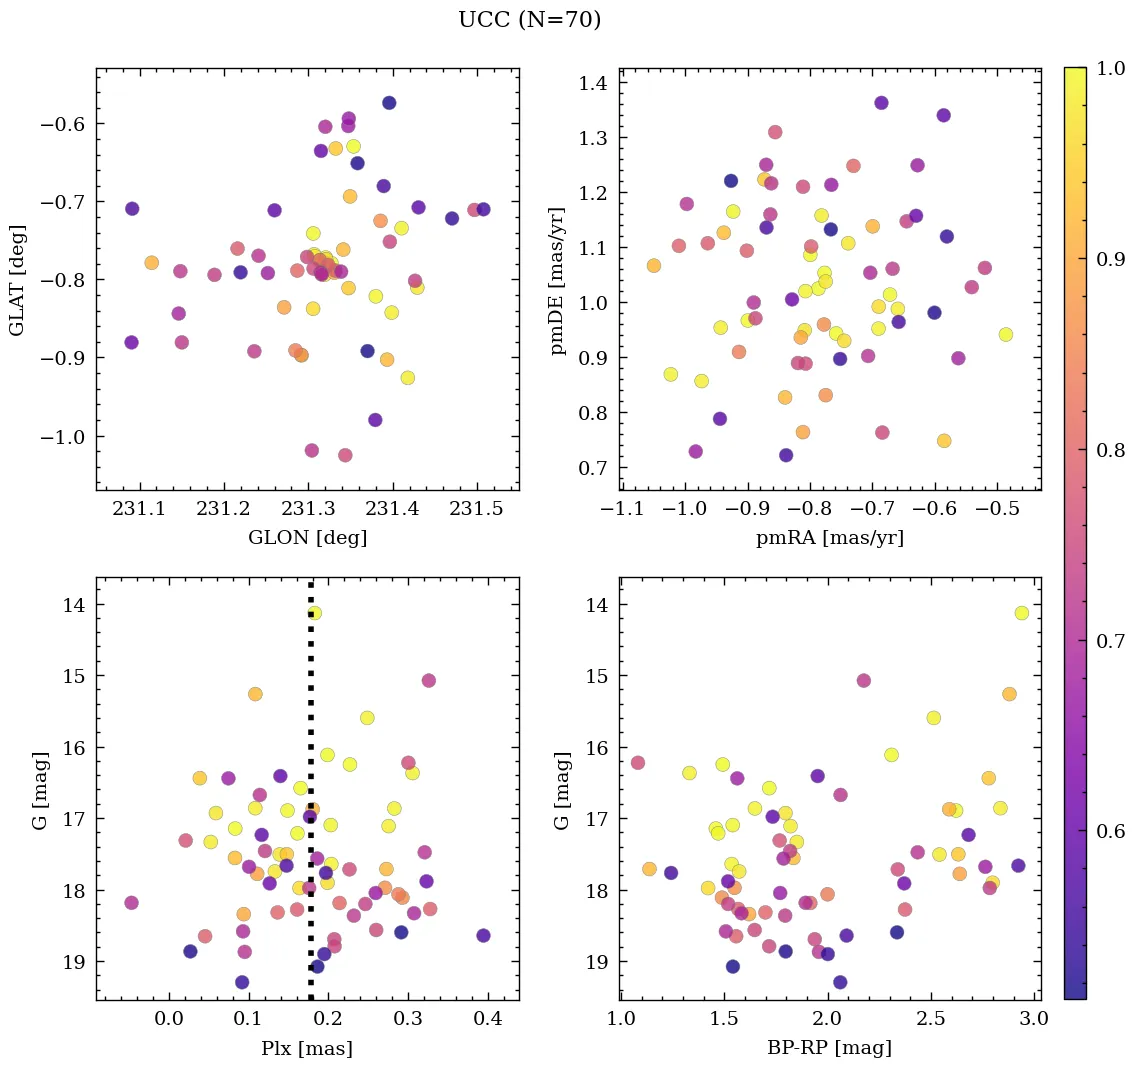 UCC (N=70)
−0.6
−0.7
−0.8
−0.9
−1.0
GLAT [deg]
231.1 231.2 231.3 231.4 231.5
GLON [deg]
1.4
1.3
1.2
1.1
1.0
0.9
0.8
0.7
pmDE [mas/yr]
−1.1 −1.0 −0.9 −0.8 −0.7 −0.6 −0.5
pmRA [mas/yr]
14
15
16
17
18
19
G [mag]
0.0 0.1 0.2 0.3 0.4
Plx [mas]
14
15
16
17
18
19
G [mag]
1.0 1.5 2.0 2.5 3.0
BP-RP [mag]
1.0
0.9
0.8
0.7
0.6